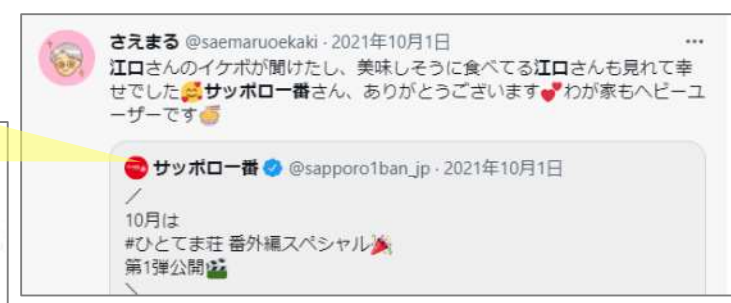 さえまる @saemaruoekaki · 2021年10月1日
江口さんのイケボが聞けたし、美味しそうに食べてる江口さんも見れて幸
せでした🥰サッポロ一番さん、ありがとうございます💕わが家もヘビーユ
ーザーです🍜
サッポロ一番 @sapporo1ban_jp · 2021年10月1日
／
10月は
#ひとてま荘 番外編スペシャル🎉
第1弾公開🎬
＼